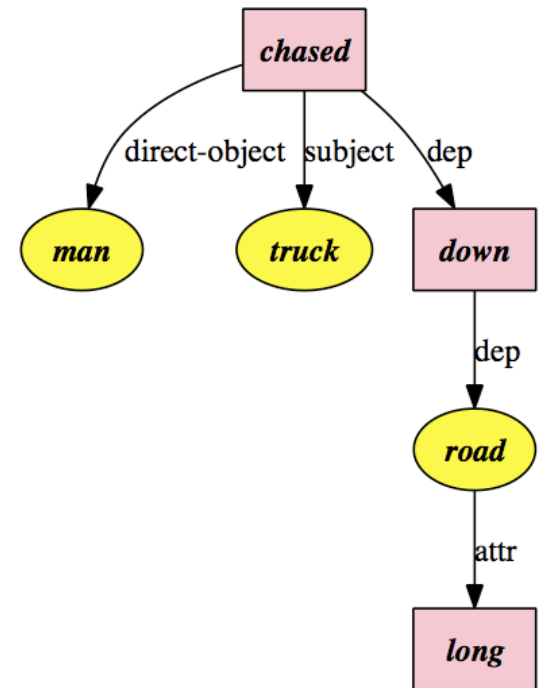 chased
direct-object subject dep
man truck down
dep
road
attr
long